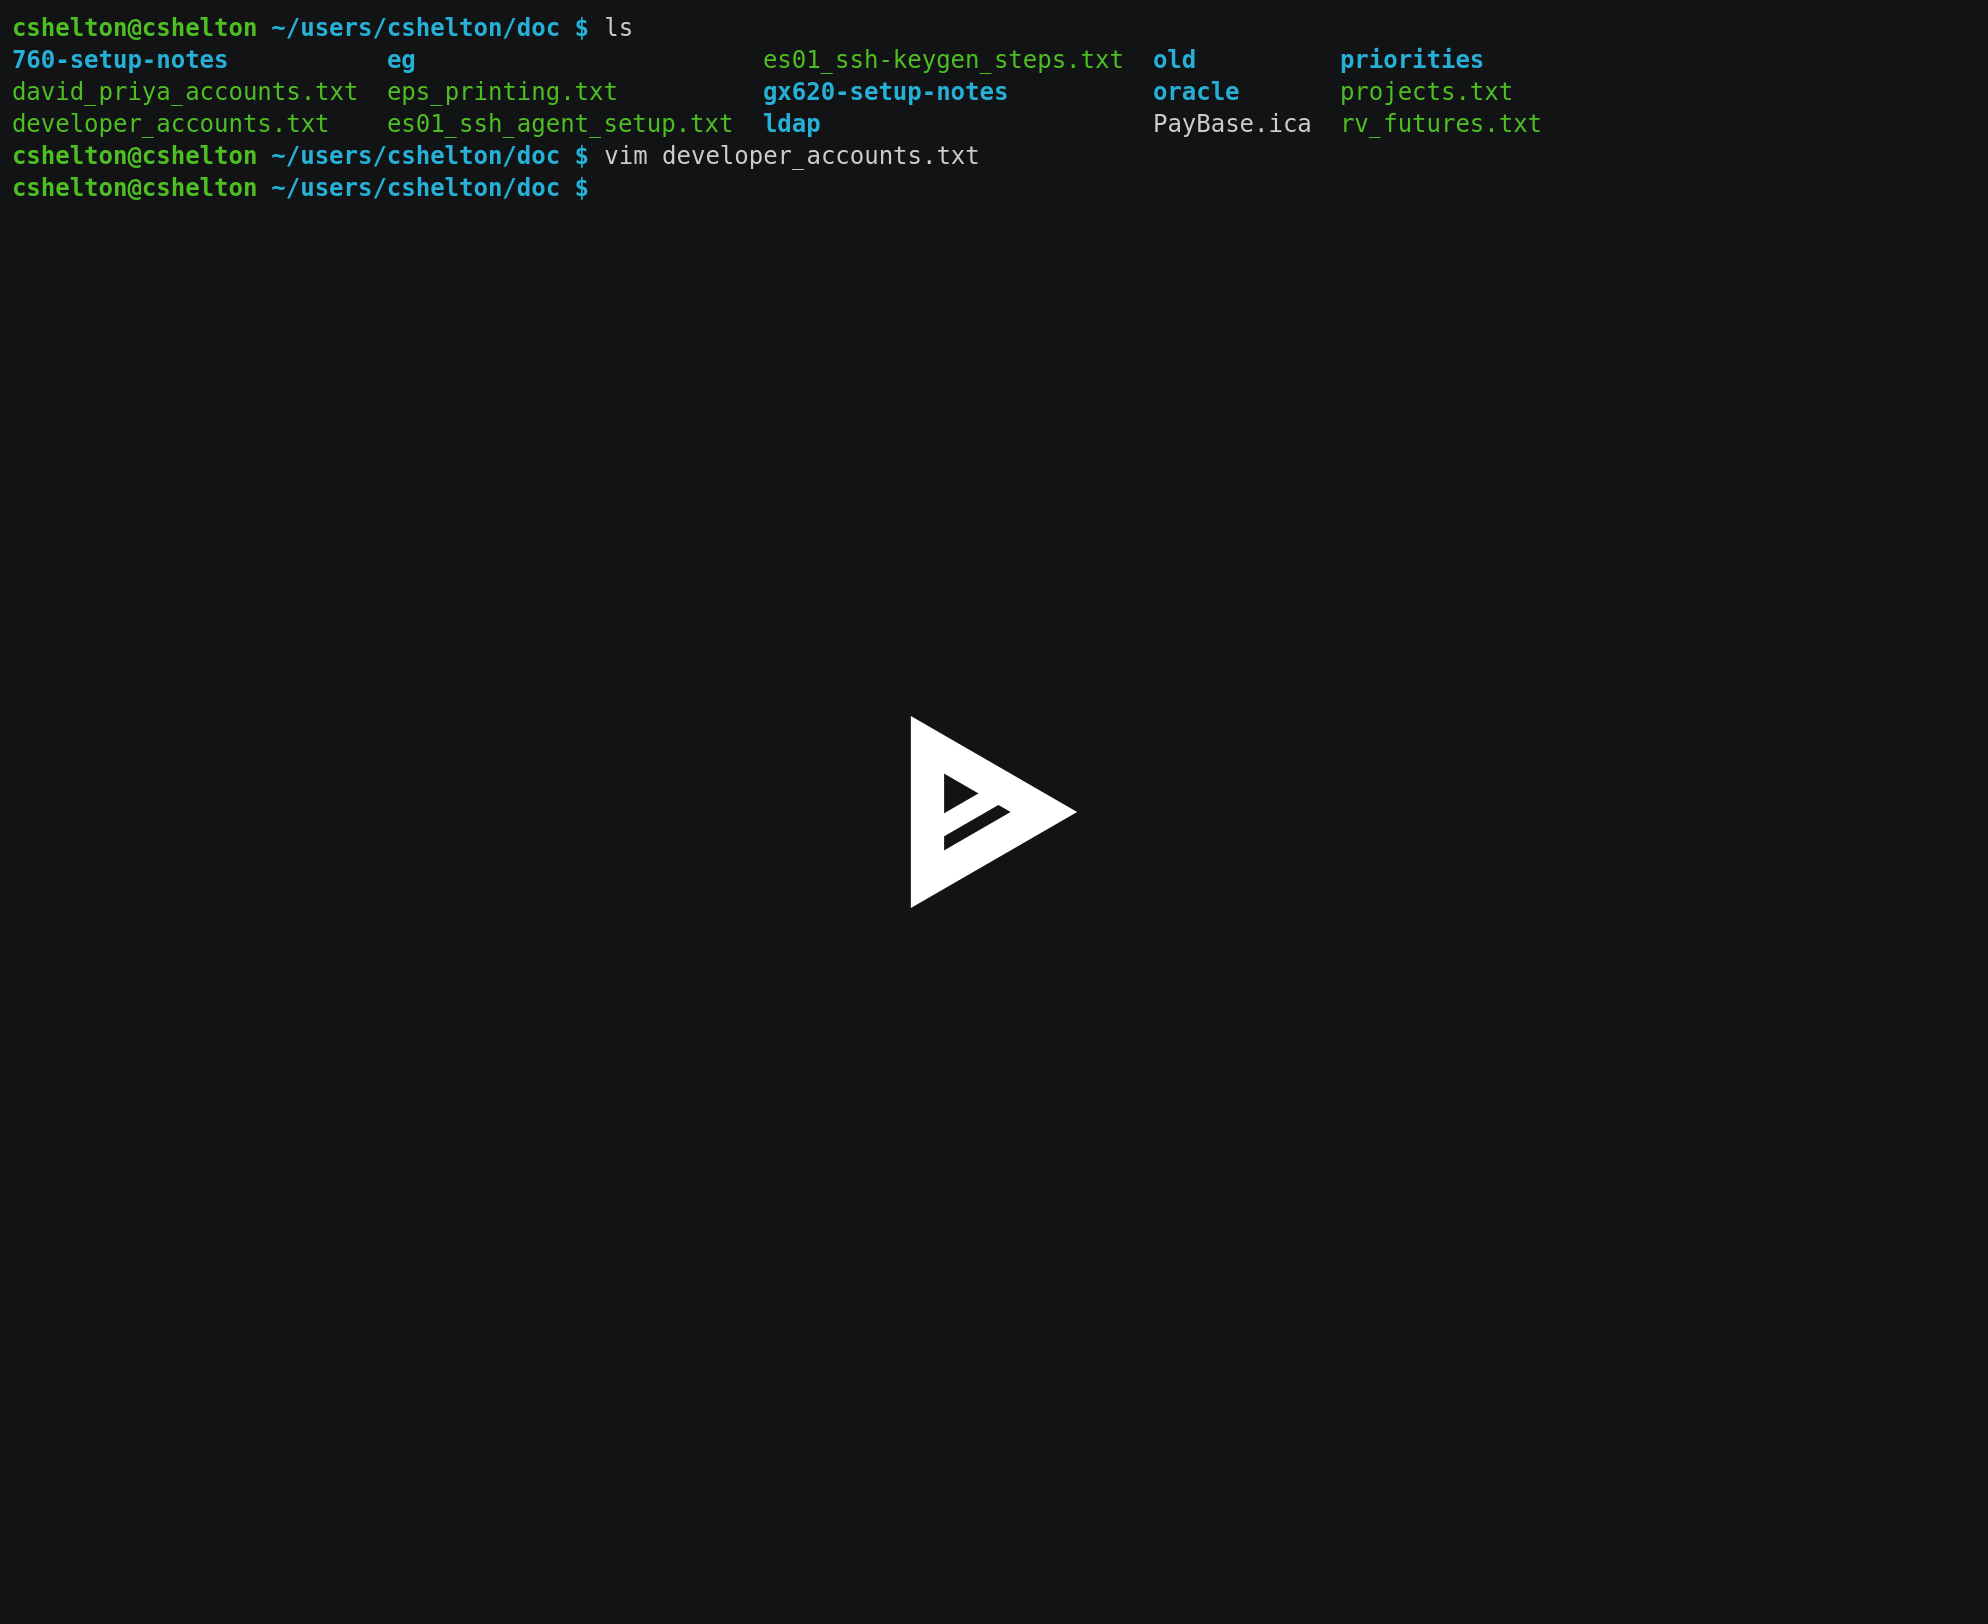 cshelton@cshelton ~/users/cshelton/doc $ ls
760-setup-notes eg es01_ssh-keygen_steps.txt old priorities
david_priya_accounts.txt eps_printing.txt gx620-setup-notes oracle projects.txt
developer_accounts.txt es01_ssh_agent_setup.txt ldap PayBase.ica rv_futures.txt
cshelton@cshelton ~/users/cshelton/doc $ vim developer_accounts.txt
cshelton@cshelton ~/users/cshelton/doc $